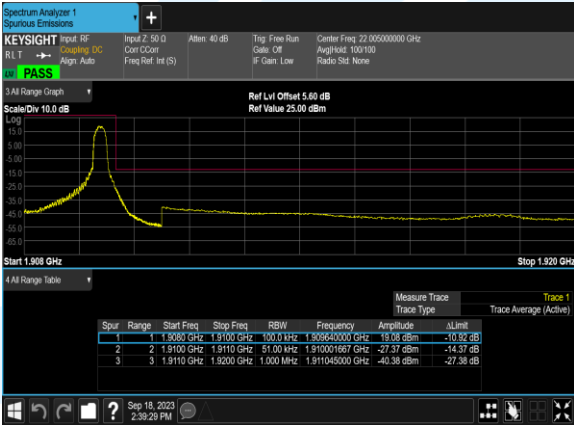 Spectrum Analyzer 1
Spurious Emissions
+
KEYSIGHT Input: RF Input Z: 50 Ω Atten: 40 dB Trig: Free Run Center Freq: 22.005000000 GHz
RLT Coupling: DC Corr CCorr Gate: Off Avg|Hold: 100/100
Align: Auto Freq Ref: Int (S) IF Gain: Low Radio Std: None
LW PASS
3 All Range Graph
Ref Lvl Offset 5.60 dB
Scale/Div 10.0 dB Ref Value 25.00 dBm
Log
15.0
5.00
-5.00
-15.0
-25.0
-35.0
-45.0
-55.0
-65.0
Start 1.908 GHz Stop 1.920 GHz
4 All Range Table
Measure Trace Trace 1
Trace Type Trace Average (Active)
Spur Range Start Freq Stop Freq RBW Frequency Amplitude ΔLimit
1 1 1.9080 GHz 1.9100 GHz 100.0 kHz 1.909640000 GHz 19.08 dBm -10.92 dB
2 2 1.9100 GHz 1.9110 GHz 51.00 kHz 1.910001667 GHz -27.37 dBm -14.37 dB
3 3 1.9110 GHz 1.9200 GHz 1.000 MHz 1.911045000 GHz -40.38 dBm -27.38 dB
? Sep 18, 2023
2:39:29 PM